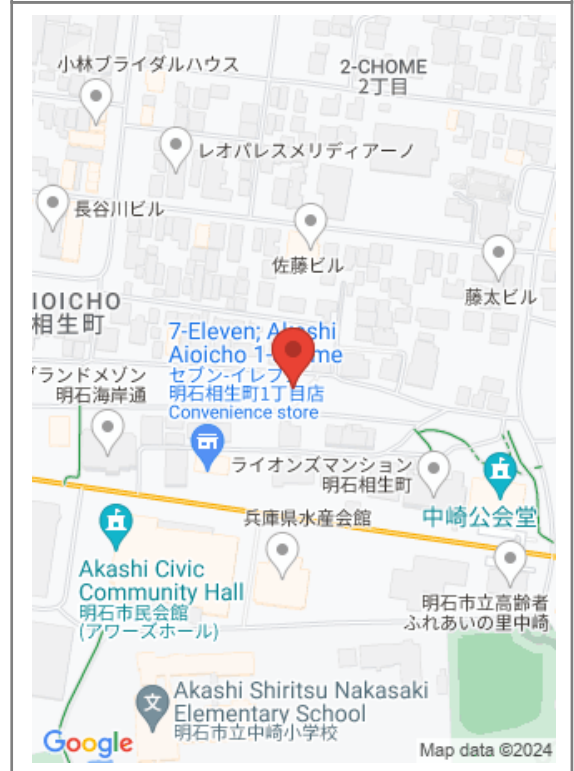 小林ブライダルハウス
2-CHOME
2丁目
レオパレスメリディアーノ
長谷川ビル
佐藤ビル
藤太ビル
IOICHO
相生町
7-Eleven; Akashi
Aioicho 1-
セブン-イレブ
明石相生町1丁目店
Convenience store
グランドメゾン
明石海岸通
ライオンズマンション
明石相生町
中崎公会堂
兵庫県水産会館
Akashi Civic
Community Hall
明石市民会館
(アワーズホール)
明石市立高齢者
ふれあいの里中崎
文
Akashi Shiritsu Nakasaki
Elementary School
明石市立中崎小学校
Google
Map data ©2024